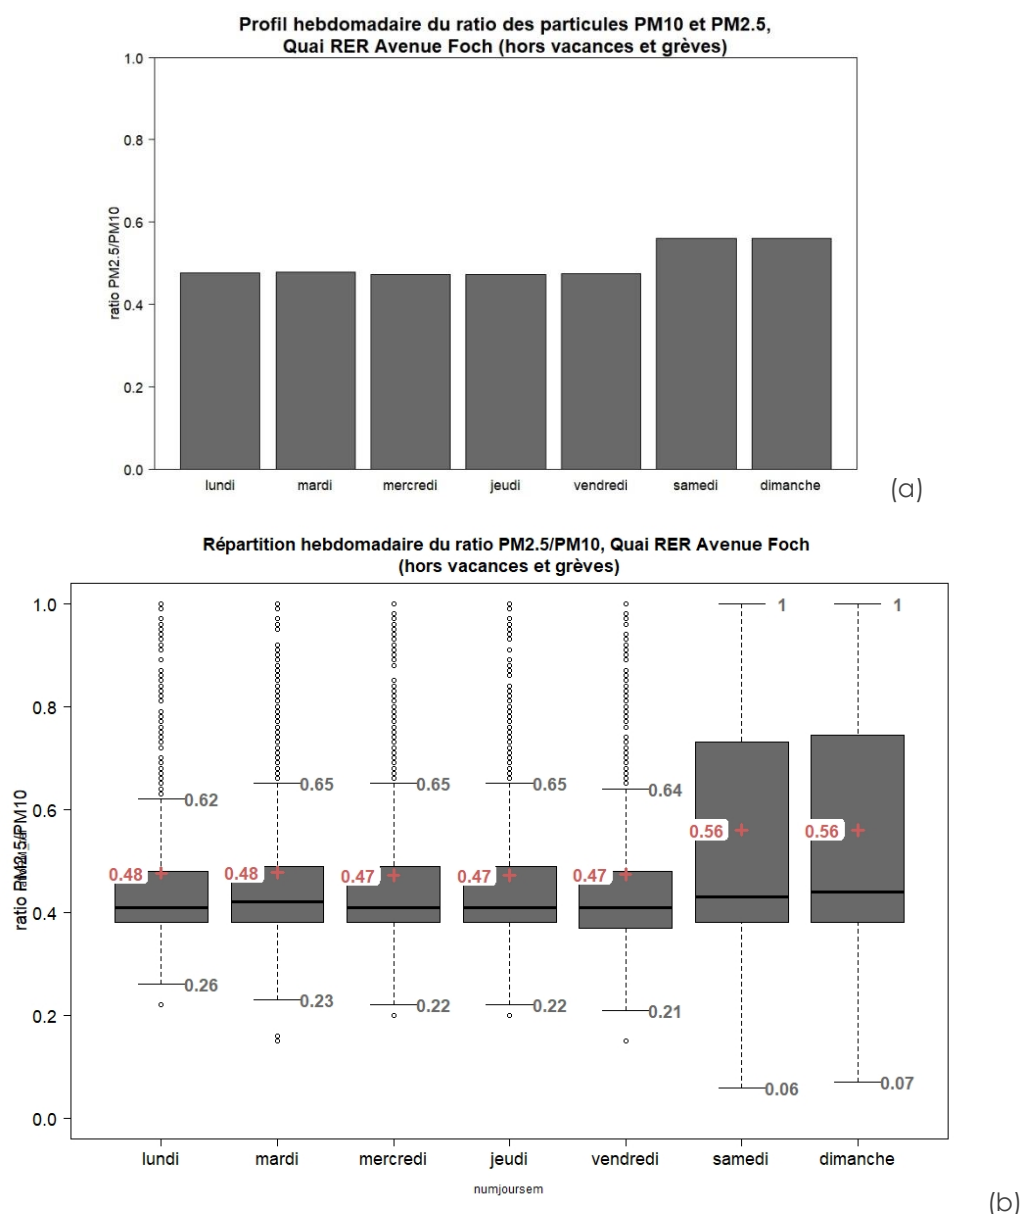 Profil hebdomadaire du ratio des particules PM10 et PM2.5,
Quai RER Avenue Foch (hors vacances et grèves)
1.0
0.8
0.6
0.4
0.2
0.0
ratio PM2.5/PM10
lundi mardi mercredi jeudi vendredi samedi dimanche
(a)
Répartition hebdomadaire du ratio PM2.5/PM10, Quai RER Avenue Foch
(hors vacances et grèves)
1.0
0.8
0.6
0.4
0.2
0.0
ratio PM2.5/PM10
1 1
0.62 0.65 0.65 0.65 0.64
0.56 0.56
0.48 0.48 0.47 0.47 0.47
0.26 0.23 0.22 0.22 0.21
0.06 0.07
lundi mardi mercredi jeudi vendredi samedi dimanche
numjoursem
(b)